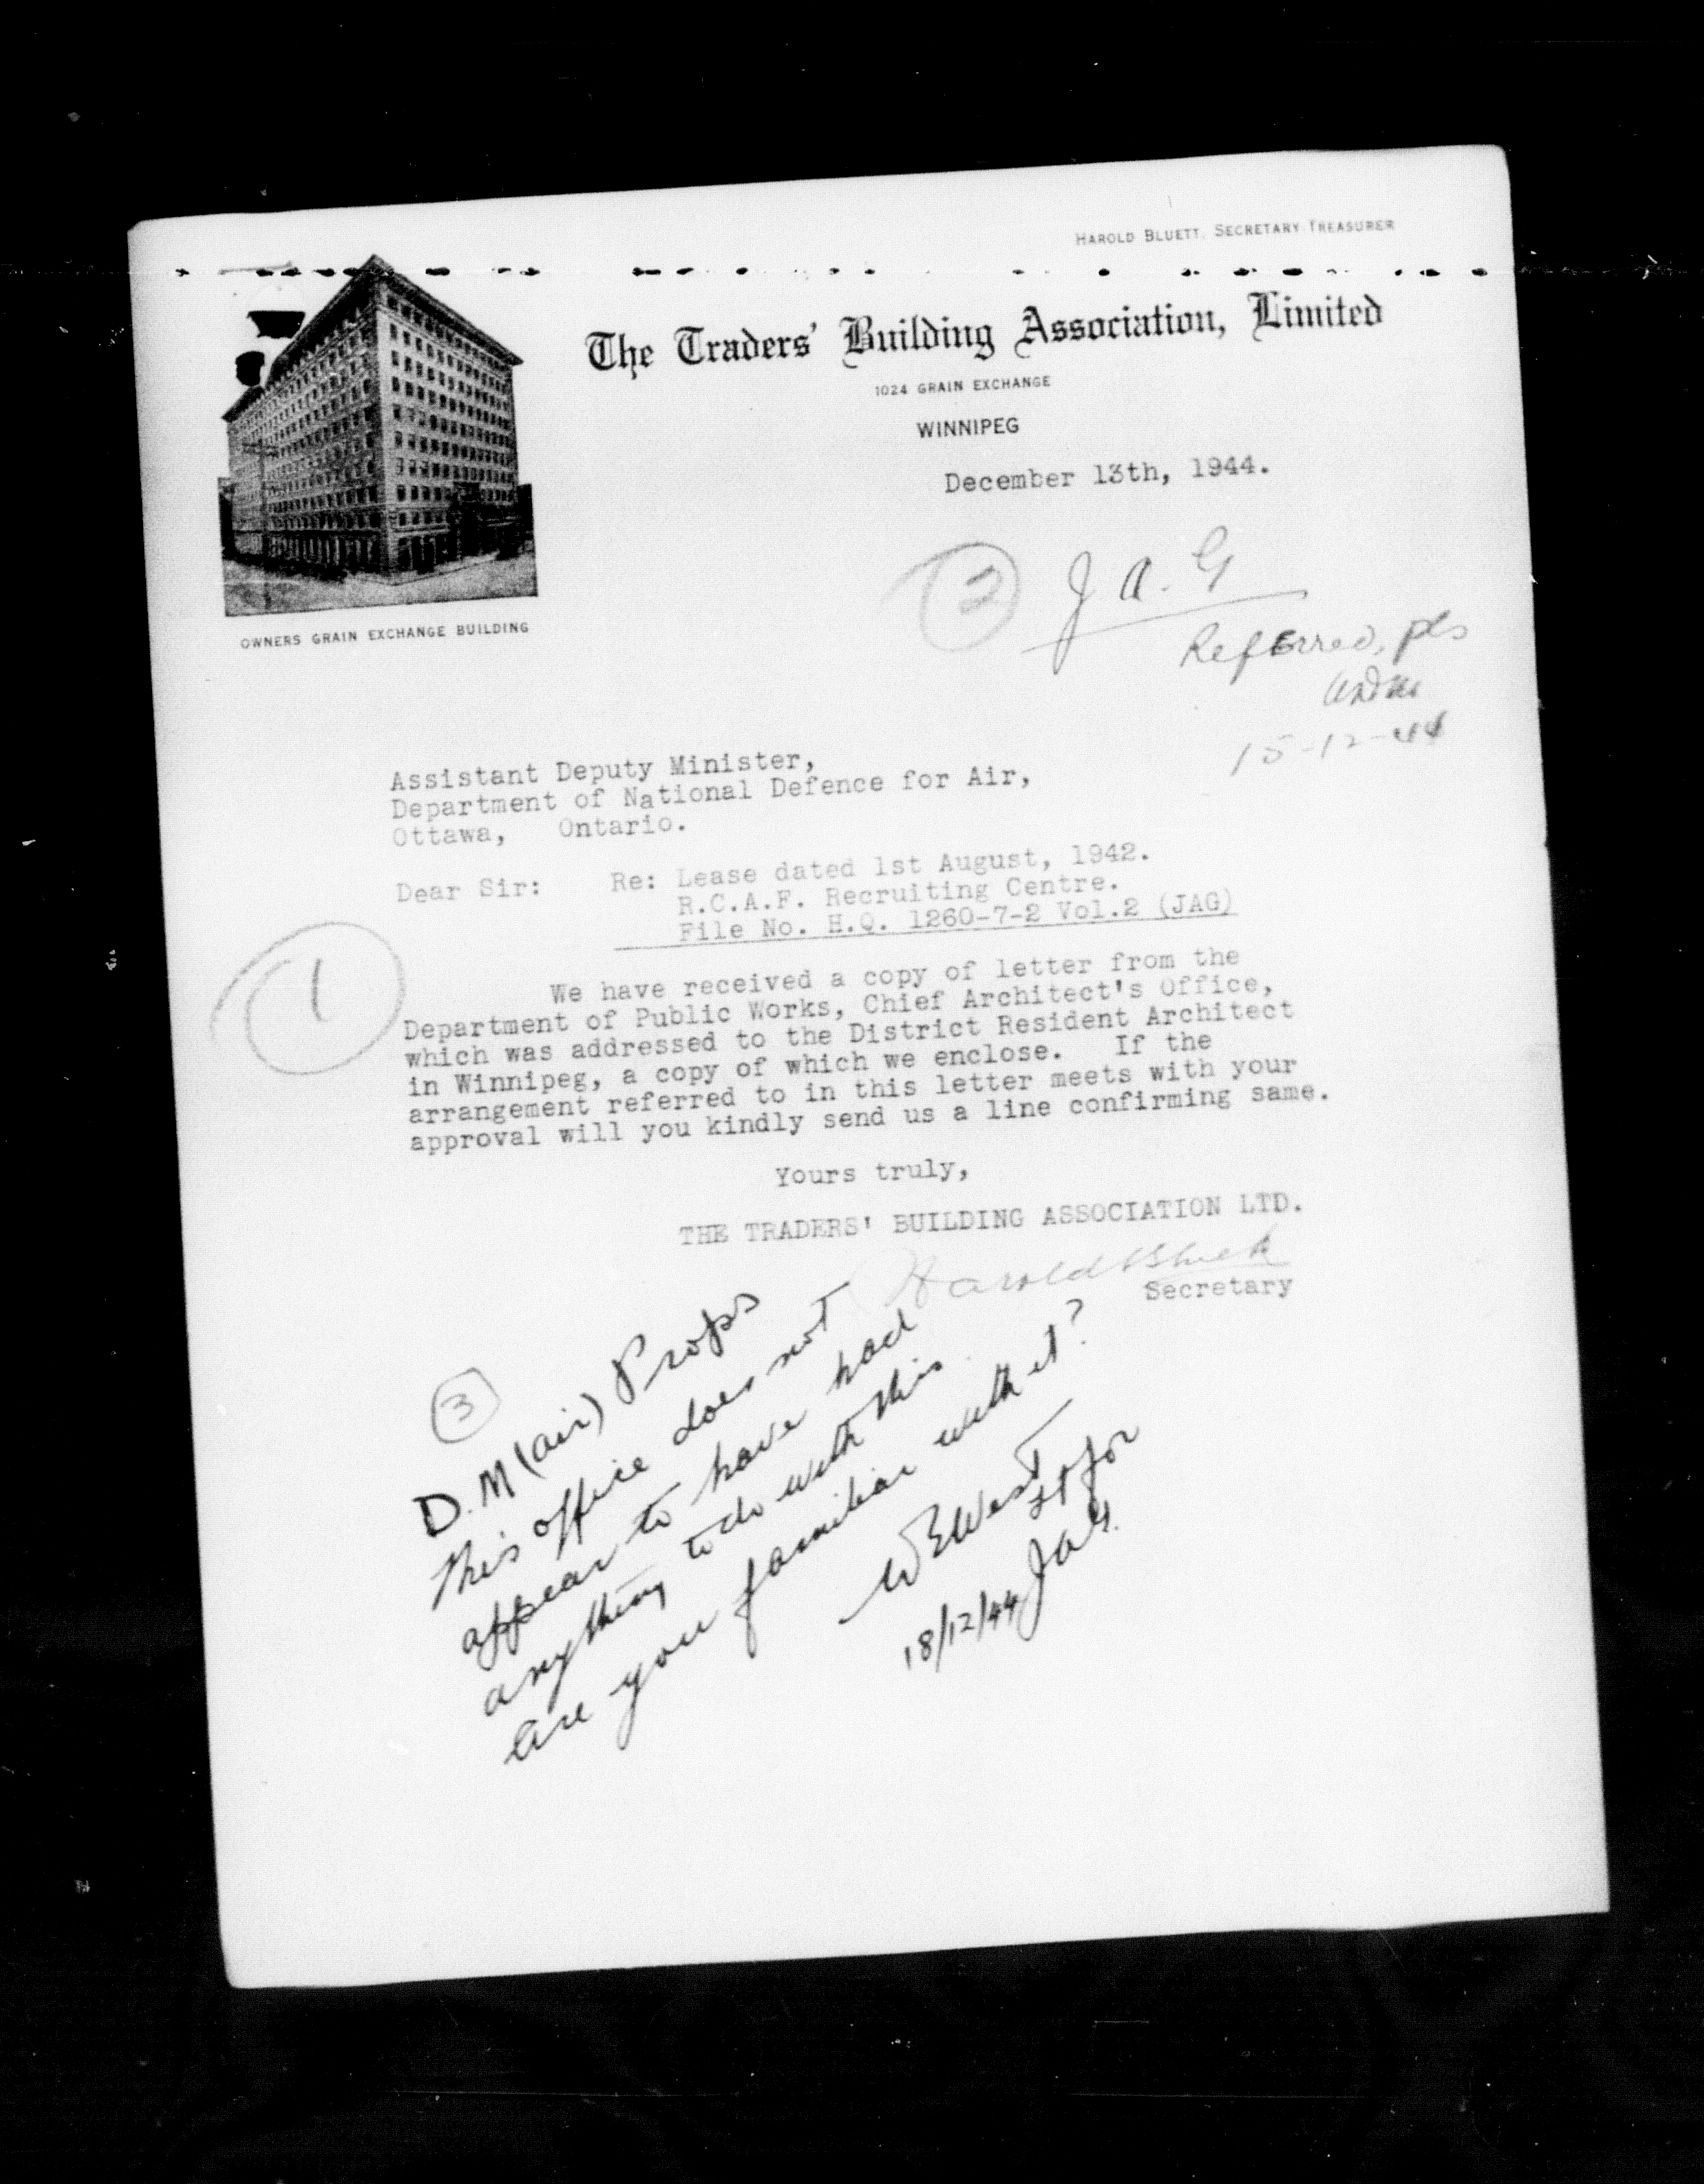 HAROLD BLUETT, SECRETARY TREASURER
The Traders' Building Association, Limited
1024 GRAIN EXCHANGE
WINNIPEG
December 13th, 1944.
OWNERS GRAIN EXCHANGE BUILDING
2 J A. G
Referred, pls
15-12-44
Assistant Deputy Minister,
Department of National Defence for Air,
Ottawa, Ontario.
Dear Sir: Re: Lease dated 1st August, 1942.
R.C.A.F. Recruiting Centre.
File No. H.Q. 1260-7-2 Vol.2 (JAG)
1
We have received a copy of letter from the
Department of Public Works, Chief Architect's Office,
which was addressed to the District Resident Architect
in Winnipeg, a copy of which we enclose. If the
arrangement referred to in this letter meets with your
approval will you kindly send us a line confirming same.
Yours truly,
THE TRADERS' BUILDING ASSOCIATION LTD.
Harold Bluett
Secretary
3
D.M (air) Props
This office does not
appear to have had
anything to do with this
are you familiar with it?
W E West
for
JAG.
18/12/44